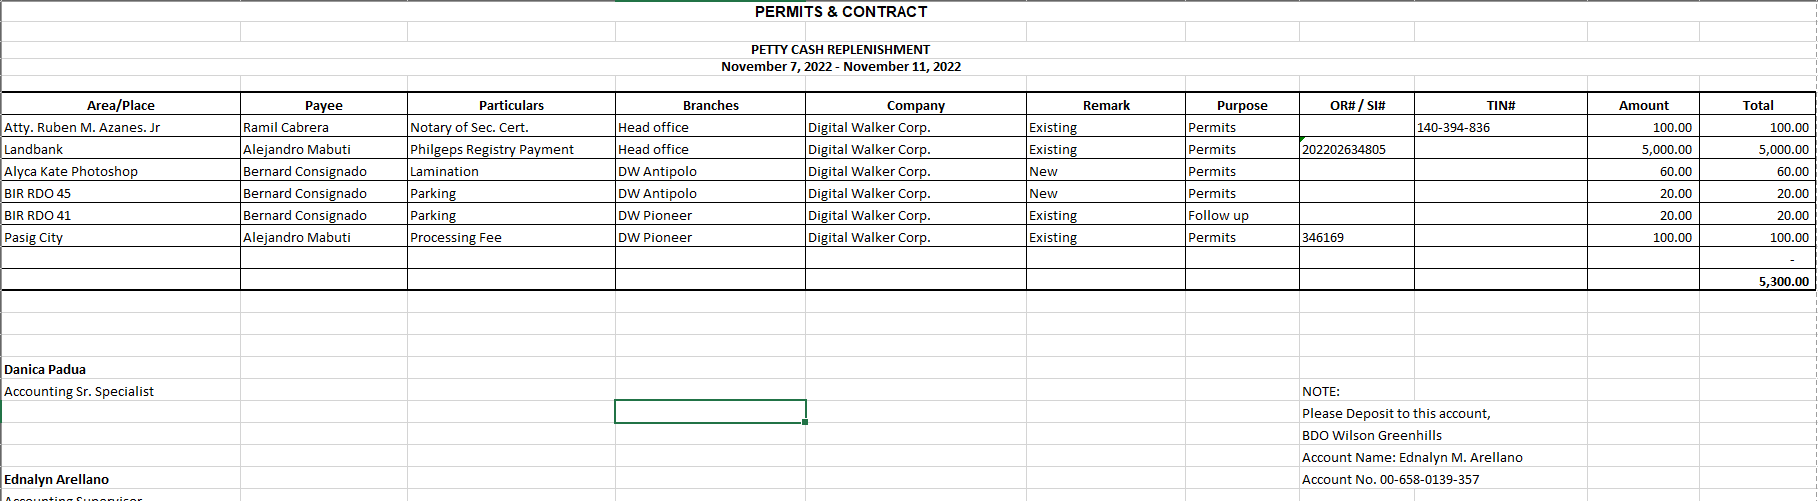 PERMITS & CONTRACT
PETTY CASH REPLENISHMENT
November 7, 2022 - November 11, 2022
Area/Place Payee Particulars Branches Company Remark Purpose OR# / SI# TIN# Amount Total
Atty. Ruben M. Azanes. Jr Ramil Cabrera Notary of Sec. Cert. Head office Digital Walker Corp. Existing Permits 140-394-836 100.00 100.00
Landbank Alejandro Mabuti Philgeps Registry Payment Head office Digital Walker Corp. Existing Permits 202202634805 5,000.00 5,000.00
Alyca Kate Photoshop Bernard Consignado Lamination DW Antipolo Digital Walker Corp. New Permits 60.00 60.00
BIR RDO 45 Bernard Consignado Parking DW Antipolo Digital Walker Corp. New Permits 20.00 20.00
BIR RDO 41 Bernard Consignado Parking DW Pioneer Digital Walker Corp. Existing Follow up 20.00 20.00
Pasig City Alejandro Mabuti Processing Fee DW Pioneer Digital Walker Corp. Existing Permits 346169 100.00 100.00
-
5,300.00
Danica Padua
Accounting Sr. Specialist NOTE:
Please Deposit to this account,
BDO Wilson Greenhills
Account Name: Ednalyn M. Arellano
Ednalyn Arellano Account No. 00-658-0139-357
Accounting Supervisor